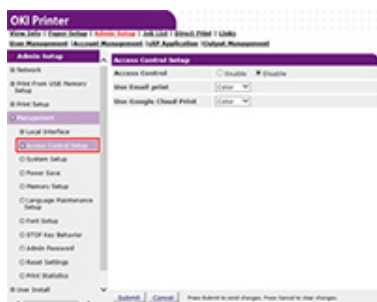 OKI Printer
View Info | Paper Setup | Admin Setup | Job List | Direct Print | Links
User Management |Account Management |sXP Application |Output Management
Admin Setup
Network
Print From USB Memory Setup
Print Setup
Management
Local Interface
Access Control Setup
System Setup
Power Save
Memory Setup
Language Maintenance Setup
Font Setup
STOP Key Behavior
Admin Password
Reset Settings
Print Statistics
User Install
Access Control Setup
Access Control Enable Disable
Use Email print Color
Use Google Cloud Print Color
Submit Cancel Press Submit to send changes. Press Cancel to clear changes.